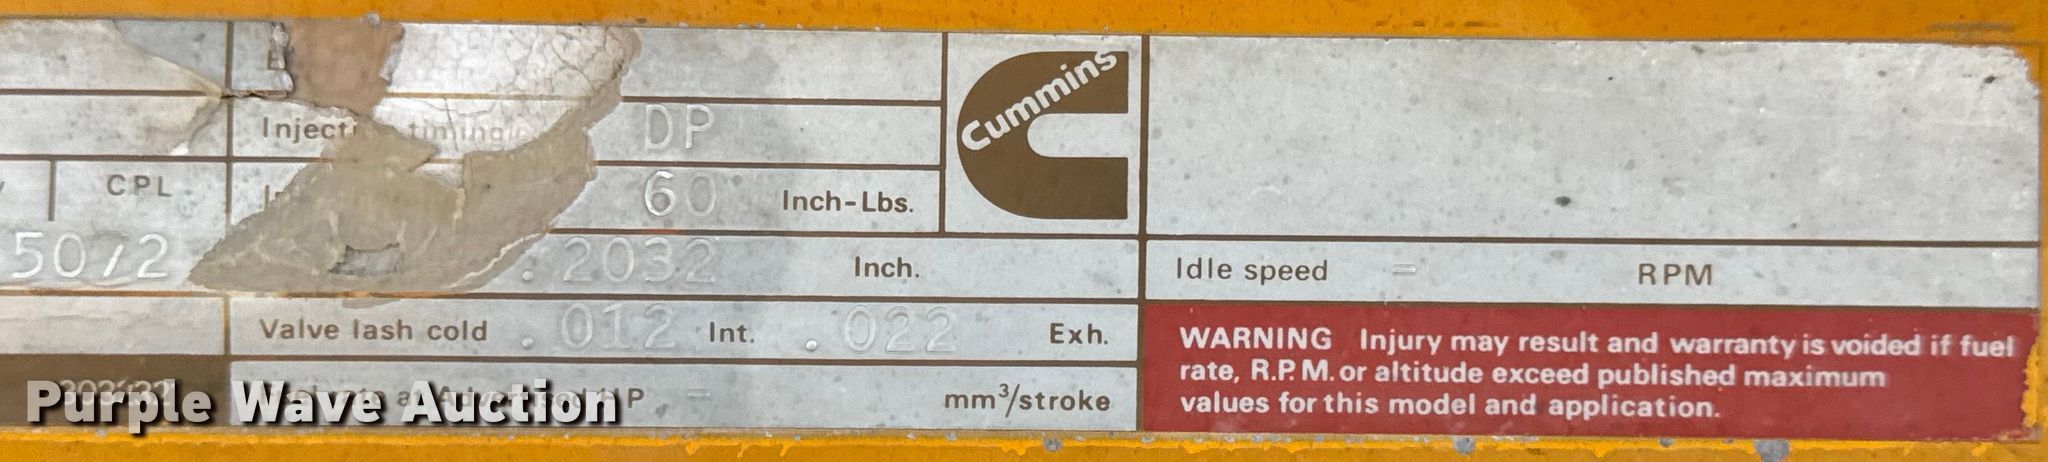 Cummins
timing
DP
CPL
60 Inch-Lbs.
.2032 Inch.
Idle speed - RPM
Valve lash cold .012 Int. .022 Exh.
WARNING Injury may result and warranty is voided if fuel
rate, R.P.M. or altitude exceed published maximum
values for this model and application.
mm³/stroke
Purple Wave Auction